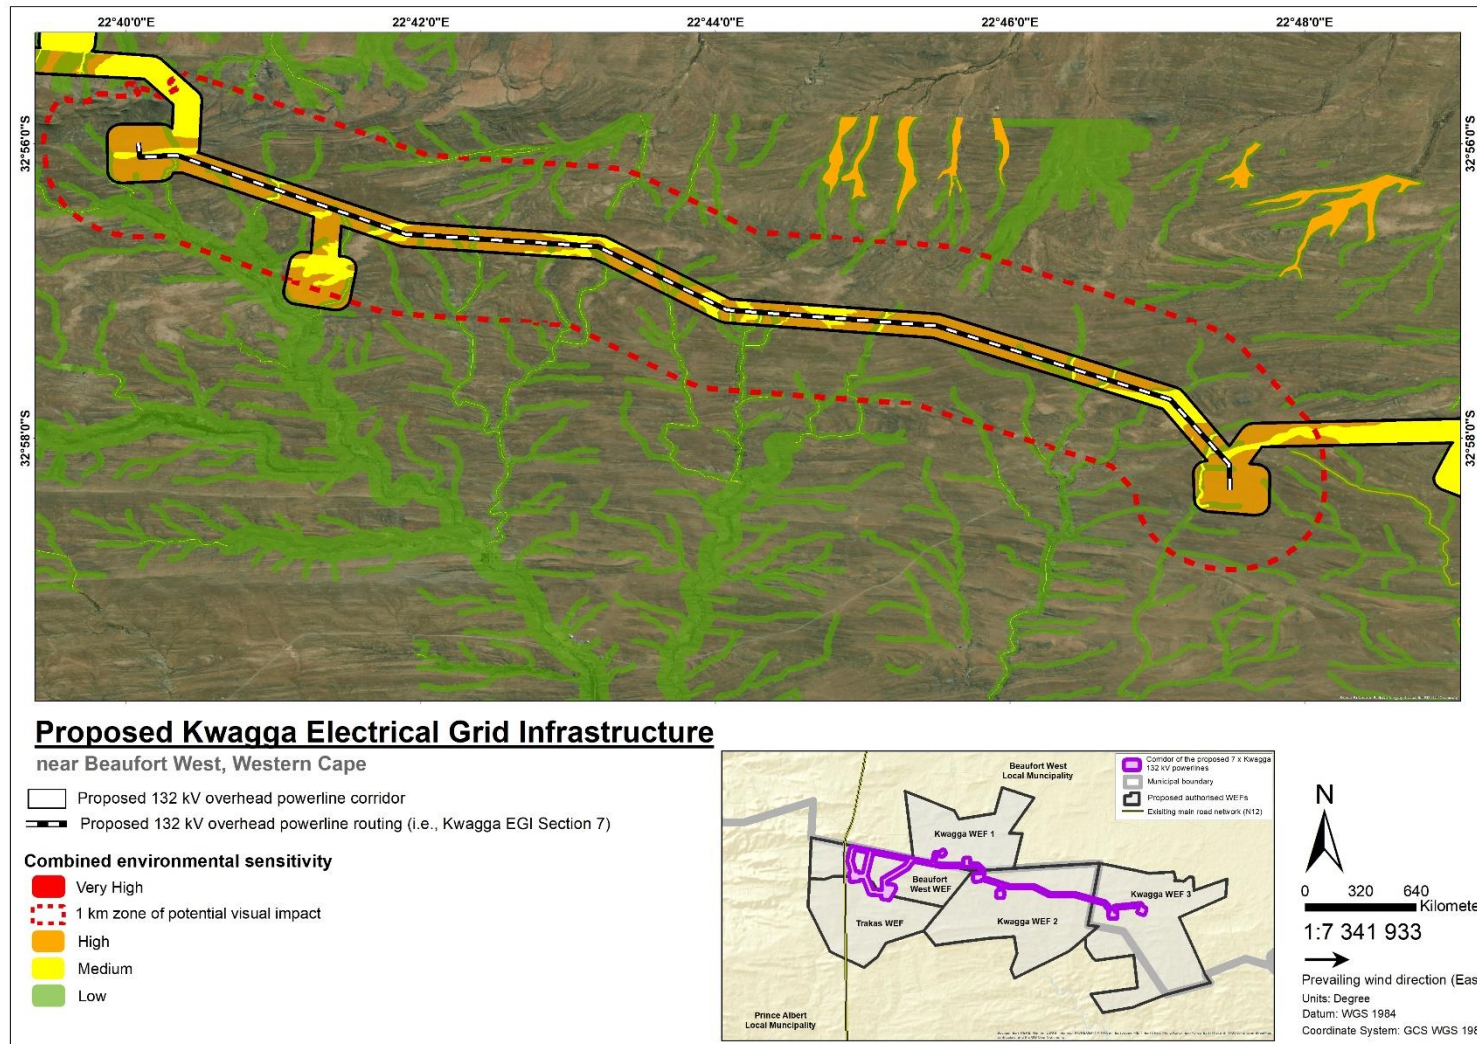 22°40'0"E 22°42'0"E 22°44'0"E 22°46'0"E 22°48'0"E
32°56'0"S 32°56'0"S
32°58'0"S 32°58'0"S
Proposed Kwagga Electrical Grid Infrastructure
near Beaufort West, Western Cape
Proposed 132 kV overhead powerline corridor
Proposed 132 kV overhead powerline routing (i.e., Kwagga EGI Section 7)
Combined environmental sensitivity
Very High
1 km zone of potential visual impact
High
Medium
Low
Beaufort West
Local Muncipality
Corridor of the proposed 7 x Kwagga
132 kV powerlines
Municipal boundary
Proposed authorised WEFs
Exisiting main road network (N12)
Kwagga WEF 1
Beaufort
West WEF
Kwagga WEF 3
Trakas WEF
Kwagga WEF 2
Prince Albert
Local Muncipality
N
0 320 640
Kilomete
1:7 341 933
Prevailing wind direction (Eas
Units: Degree
Datum: WGS 1984
Coordinate System: GCS WGS 198